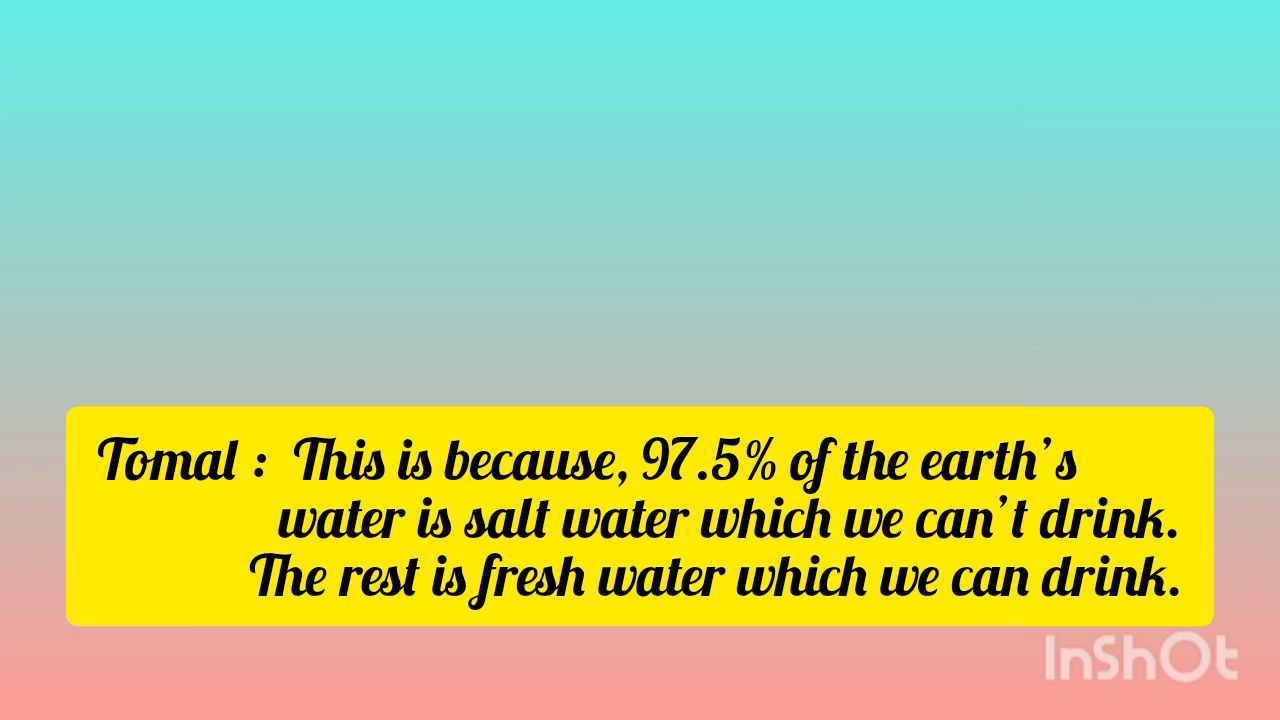 Tomal : This is because, 97.5% of the earth's
water is salt water which we can't drink.
The rest is fresh water which we can drink.
InShOt